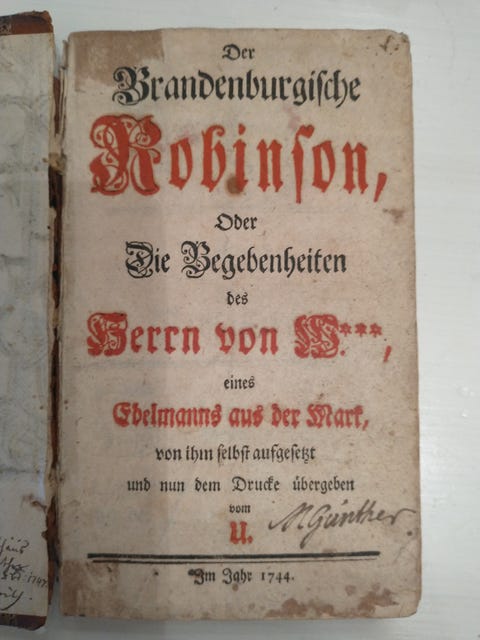 Der
Brandenburgiſche
Robinſon,
Oder
Die Begebenheiten
des
Herrn von W.***,
eines
Edelmanns aus der Mark,
von ihm ſelbſt aufgeſetzt
und nun dem Drucke übergeben
vom
U.
M Günther
Im Jahr 1744.